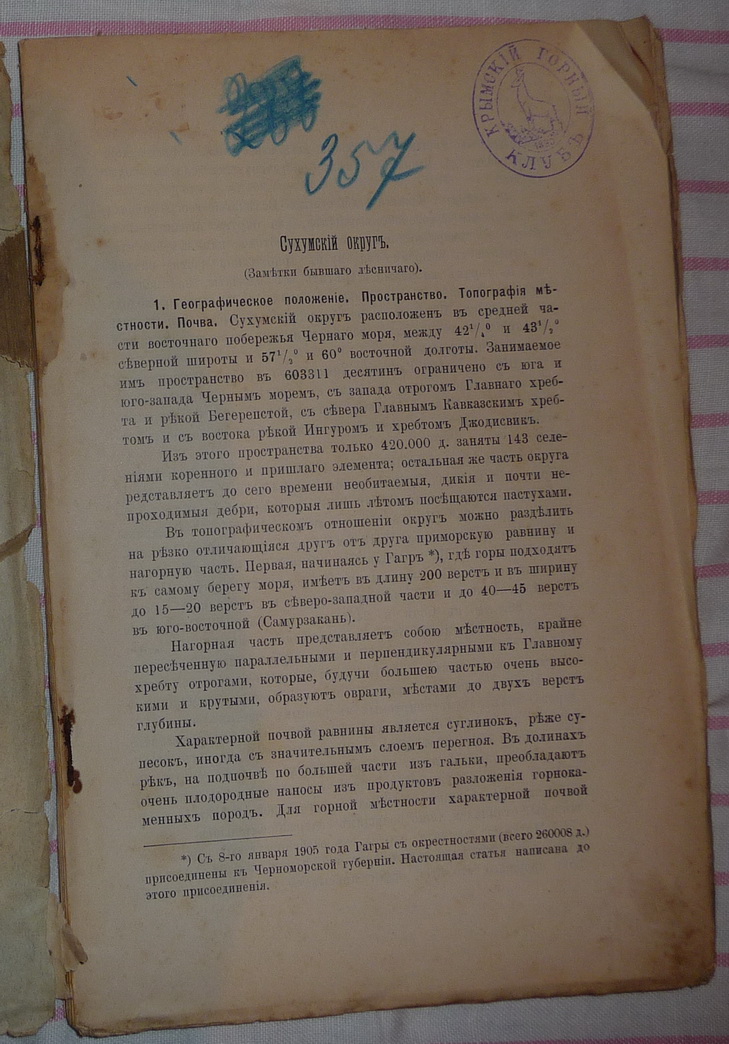 КРЫМСКІЙ ГОРНЫЙ
КЛУБЪ
357
Сухумскій округъ.
(Замѣтки бывшаго лѣсничаго).
1. Географическое положеніе. Пространство. Топографія мѣ-
стности. Почва. Сухумскій округъ расположенъ въ средней ча-
сти восточнаго побережья Чернаго моря, между 42¹/₄° и 43¹/₂°
сѣверной широты и 57¹/₂° и 60° восточной долготы. Занимаемое
имъ пространство въ 603311 десятинъ ограничено съ юга и
юго-запада Чернымъ моремъ, съ запада отрогомъ Главнаго хреб-
та и рѣкой Бегерепстой, съ сѣвера Главнымъ Кавказскимъ хреб-
томъ и съ востока рѣкой Ингуромъ и хребтомъ Джодисвикъ.
Изъ этого пространства только 420.000 д. заняты 143 селе-
ніями коренного и пришлаго элемента; остальная же часть округа
редставляетъ до сего времени необитаемыя, дикія и почти не-
проходимыя дебри, которыя лишь лѣтомъ посѣщаются пастухами.
Въ топографическомъ отношеніи округъ можно раздѣлить
на рѣзко отличающіяся другъ отъ друга приморскую равнину и
нагорную часть. Первая, начинаясь у Гагръ *), гдѣ горы подходятъ
къ самому берегу моря, имѣетъ въ длину 200 верстъ и въ ширину
до 15—20 верстъ въ сѣверо-западной части и до 40—45 верстъ
въ юго-восточной (Самурзакань).
Нагорная часть представляетъ собою мѣстность, крайне
пересѣченную параллельными и перпендикулярными къ Главному
хребту отрогами, которые, будучи большею частью очень высо-
кими и крутыми, образуютъ овраги, мѣстами до двухъ верстъ
глубины.
Характерной почвой равнины является суглинокъ, рѣже су-
песокъ, иногда съ значительнымъ слоемъ перегноя. Въ долинахъ
рѣкъ, на подпочвѣ по большей части изъ гальки, преобладаютъ
очень плодородные наносы изъ продуктовъ разложенія горнока-
менныхъ породъ. Для горной мѣстности характерной почвой
*) Съ 8-го января 1905 года Гагры съ окрестностями (всего 260008 д.)
присоединены къ Черноморской губерніи. Настоящая статья написана до
этого присоединенія.